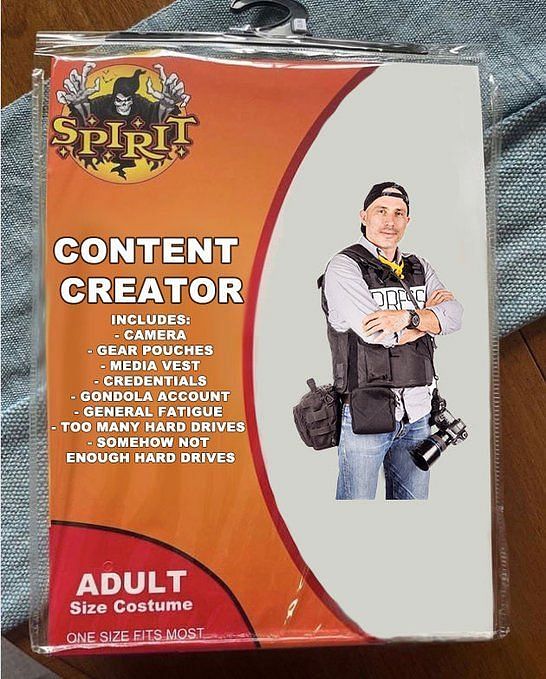 SPIRIT
CONTENT
CREATOR
INCLUDES:
- CAMERA
- GEAR POUCHES
- MEDIA VEST
- CREDENTIALS
- GONDOLA ACCOUNT
- GENERAL FATIGUE
- TOO MANY HARD DRIVES
- SOMEHOW NOT
ENOUGH HARD DRIVES
PRESS
ADULT
Size Costume
ONE SIZE FITS MOST